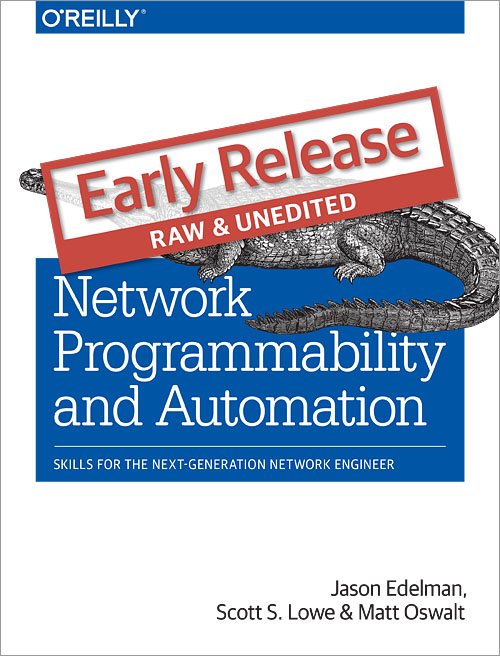 O'REILLY®
Early Release
RAW & UNEDITED
Network
Programmability
and Automation
SKILLS FOR THE NEXT-GENERATION NETWORK ENGINEER
Jason Edelman,
Scott S. Lowe & Matt Oswalt